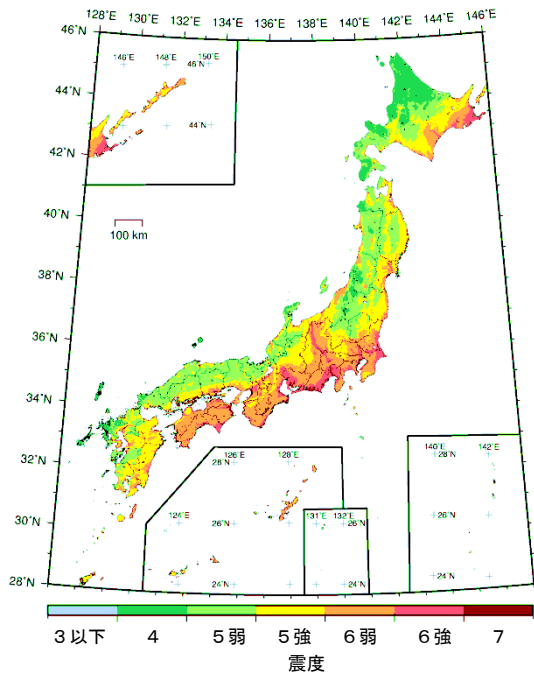 128°E 130°E 132°E 134°E 136°E 138°E 140°E 142°E 144°E 146°E
46°N
146°E 148°E 150°E
46°N
44°N
44°N
42°N
40°N
100 km
38°N
36°N
34°N
32°N
126°E 128°E
28°N
140°E 142°E
28°N
124°E
131°E 132°E
30°N
26°N
26°N
26°N
28°N
24°N
24°N
24°N
3以下 4 5弱 5強 6弱 6強 7
震度